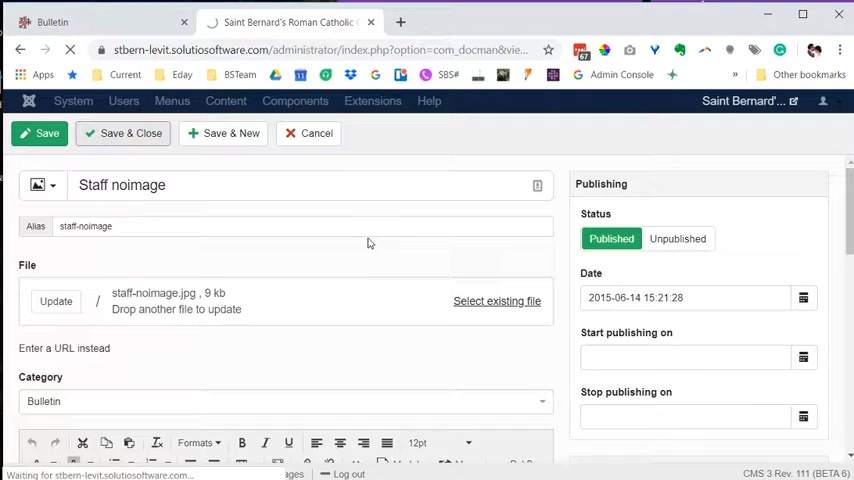 Bulletin
Saint Bernard's Roman Catholic
stbern-levit.solutiosoftware.com/administrator/index.php?option=com_docman&vie...
67
Apps Current Eday BSTeam SBS# Admin Console » Other bookmarks
System Users Menus Content Components Extensions Help Saint Bernard'...
Save Save & Close Save & New Cancel
Staff noimage
Alias staff-noimage
File
Update / staff-noimage.jpg , 9 kb
Drop another file to update
Select existing file
Enter a URL instead
Category
Bulletin
Formats B I U 12pt
Publishing
Status
Published Unpublished
Date
2015-06-14 15:21:28
Start publishing on
Stop publishing on
Waiting for stbern-levit.solutiosoftware.com...
Log out
CMS 3 Rev. 111 (BETA 6)